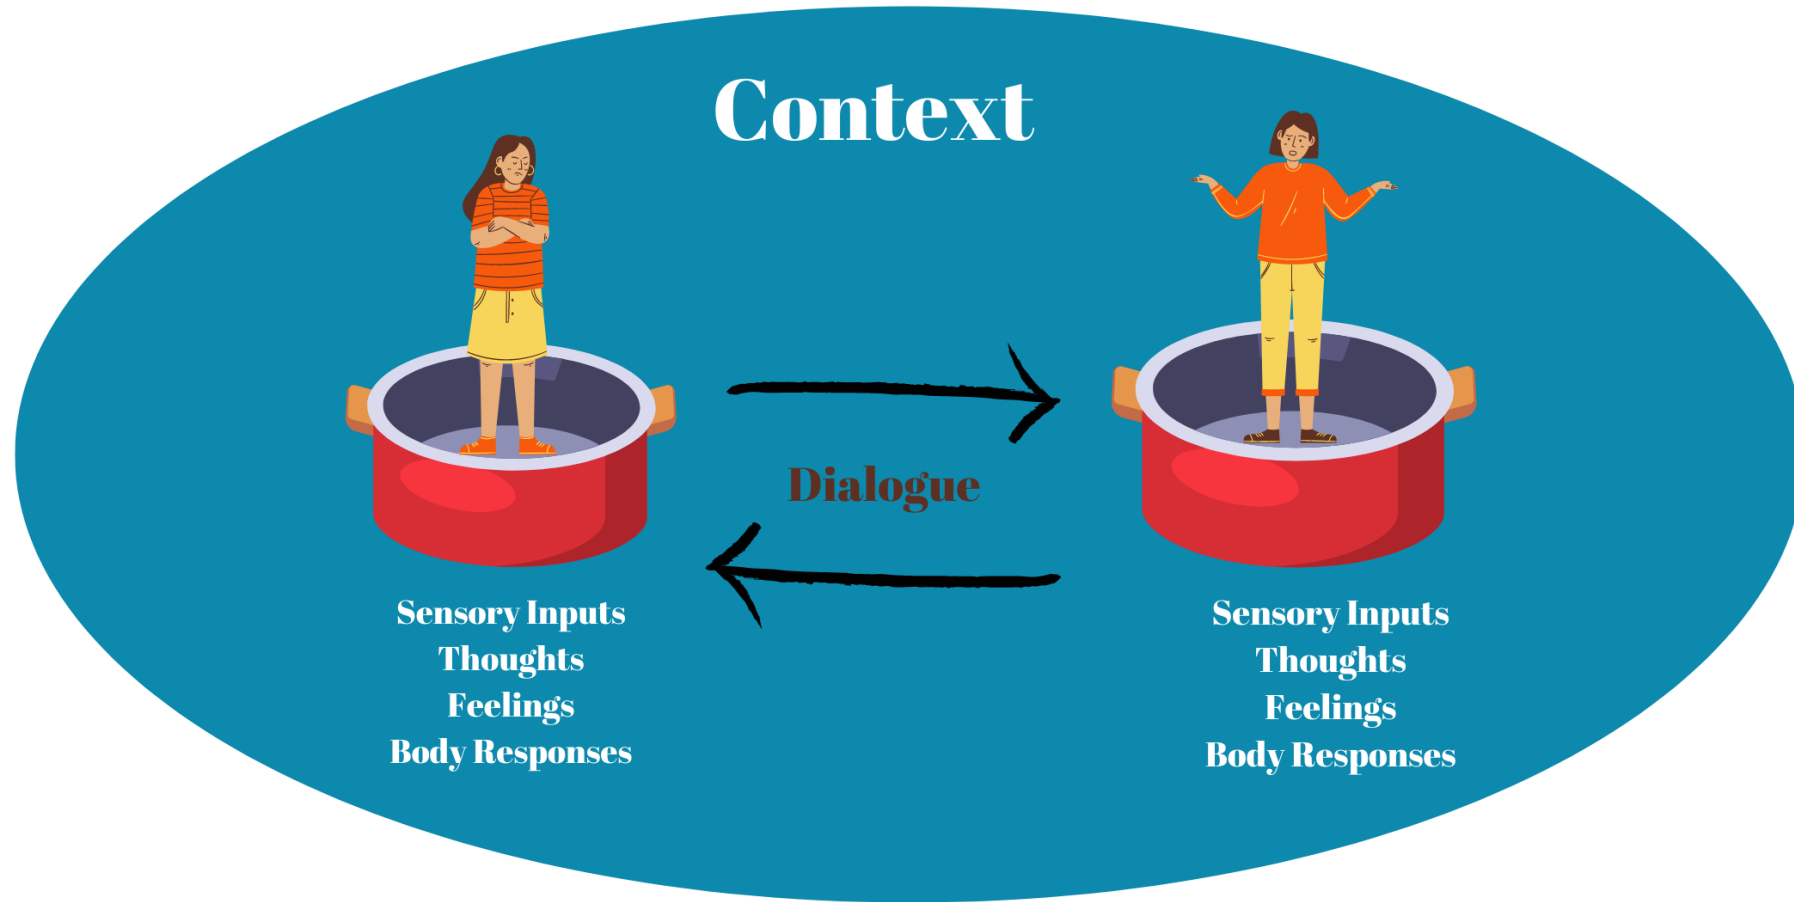 Context
Dialogue
Sensory Inputs
Thoughts
Feelings
Body Responses
Sensory Inputs
Thoughts
Feelings
Body Responses